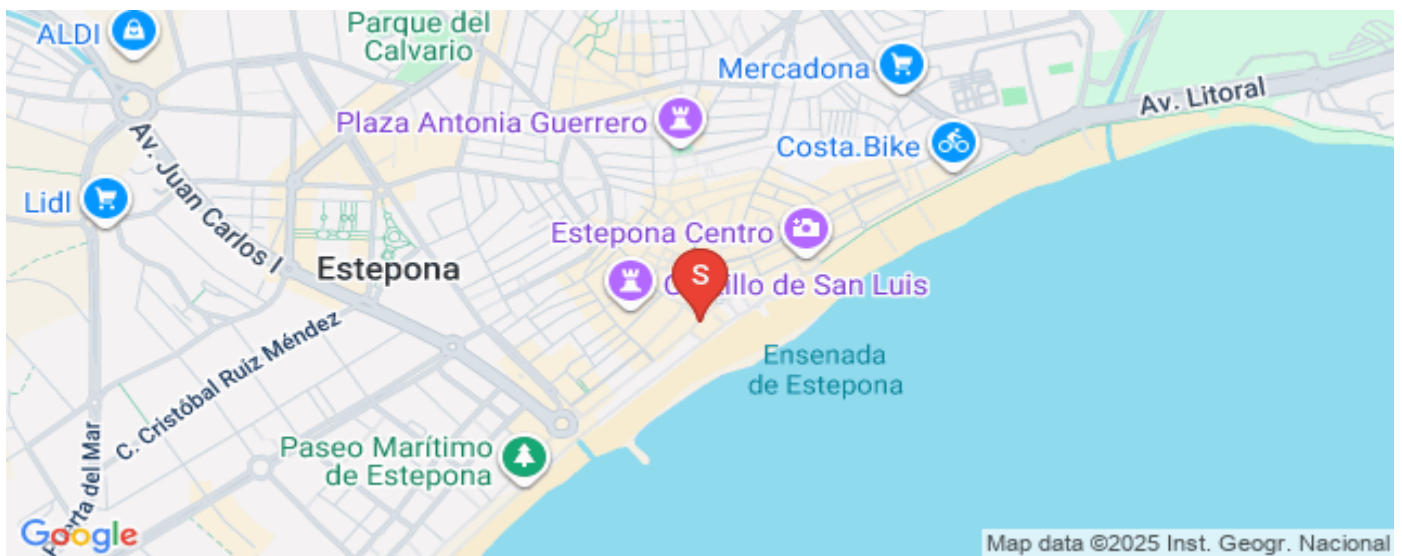 ALDI
Parque del
Calvario
Mercadona
Av. Litoral
Plaza Antonia Guerrero
Costa.Bike
Av. Juan Carlos I
Lidl
Estepona Centro
Estepona
S
illo de San Luis
C. Cristóbal Ruiz Méndez
Ensenada
de Estepona
Paseo Marítimo
de Estepona
del Mar
Google
Map data ©2025 Inst. Geogr. Nacional